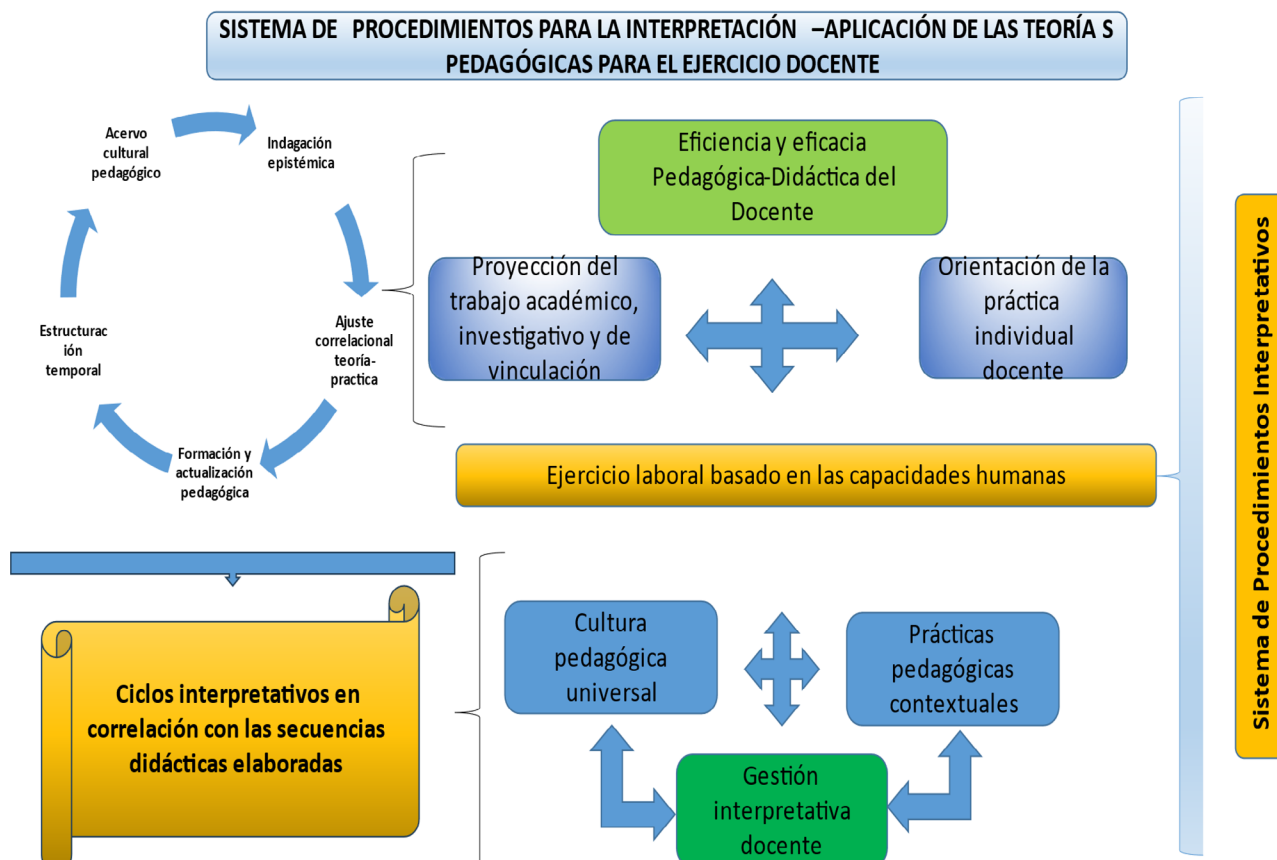 SISTEMA DE PROCEDIMIENTOS PARA LA INTERPRETACIÓN –APLICACIÓN DE LAS TEORÍA S
PEDAGÓGICAS PARA EL EJERCICIO DOCENTE
Acervo
cultural
pedagógico
Indagación
epistémica
Ajuste
correlacional
teoría-
practica
Formación y
actualización
pedagógica
Estructurac
ión
temporal
Eficiencia y eficacia
Pedagógica-Didáctica del
Docente
Proyección del
trabajo académico,
investigativo y de
vinculación
Orientación de la
práctica
individual
docente
Ejercicio laboral basado en las capacidades humanas
Ciclos interpretativos en
correlación con las secuencias
didácticas elaboradas
Cultura
pedagógica
universal
Prácticas
pedagógicas
contextuales
Gestión
interpretativa
docente
Sistema de Procedimientos Interpretativos